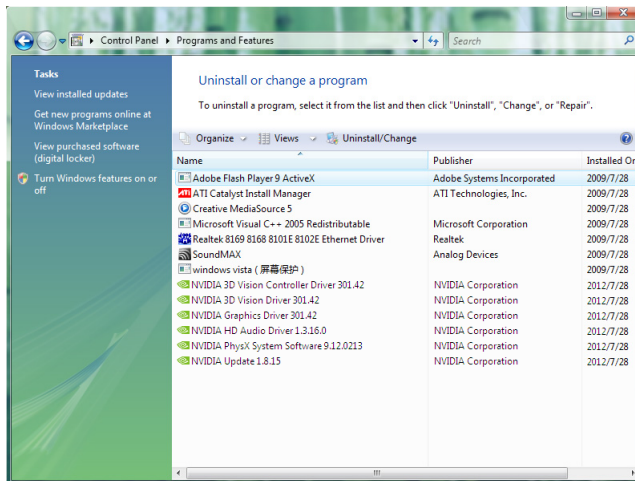 Control Panel ▸ Programs and Features
Search
Tasks
View installed updates
Get new programs online at
Windows Marketplace
View purchased software
(digital locker)
Turn Windows features on or
off
Uninstall or change a program
To uninstall a program, select it from the list and then click "Uninstall", "Change", or "Repair".
Organize Views Uninstall/Change
Name Publisher Installed On
Adobe Flash Player 9 ActiveX Adobe Systems Incorporated 2009/7/28
ATI Catalyst Install Manager ATI Technologies, Inc. 2009/7/28
Creative MediaSource 5 2009/7/28
Microsoft Visual C++ 2005 Redistributable Microsoft Corporation 2009/7/28
Realtek 8169 8168 8101E 8102E Ethernet Driver Realtek 2009/7/28
SoundMAX Analog Devices 2009/7/28
windows vista ( 屏幕保护 ) 2009/7/28
NVIDIA 3D Vision Controller Driver 301.42 NVIDIA Corporation 2012/7/28
NVIDIA 3D Vision Driver 301.42 NVIDIA Corporation 2012/7/28
NVIDIA Graphics Driver 301.42 NVIDIA Corporation 2012/7/28
NVIDIA HD Audio Driver 1.3.16.0 NVIDIA Corporation 2012/7/28
NVIDIA PhysX System Software 9.12.0213 NVIDIA Corporation 2012/7/28
NVIDIA Update 1.8.15 NVIDIA Corporation 2012/7/28